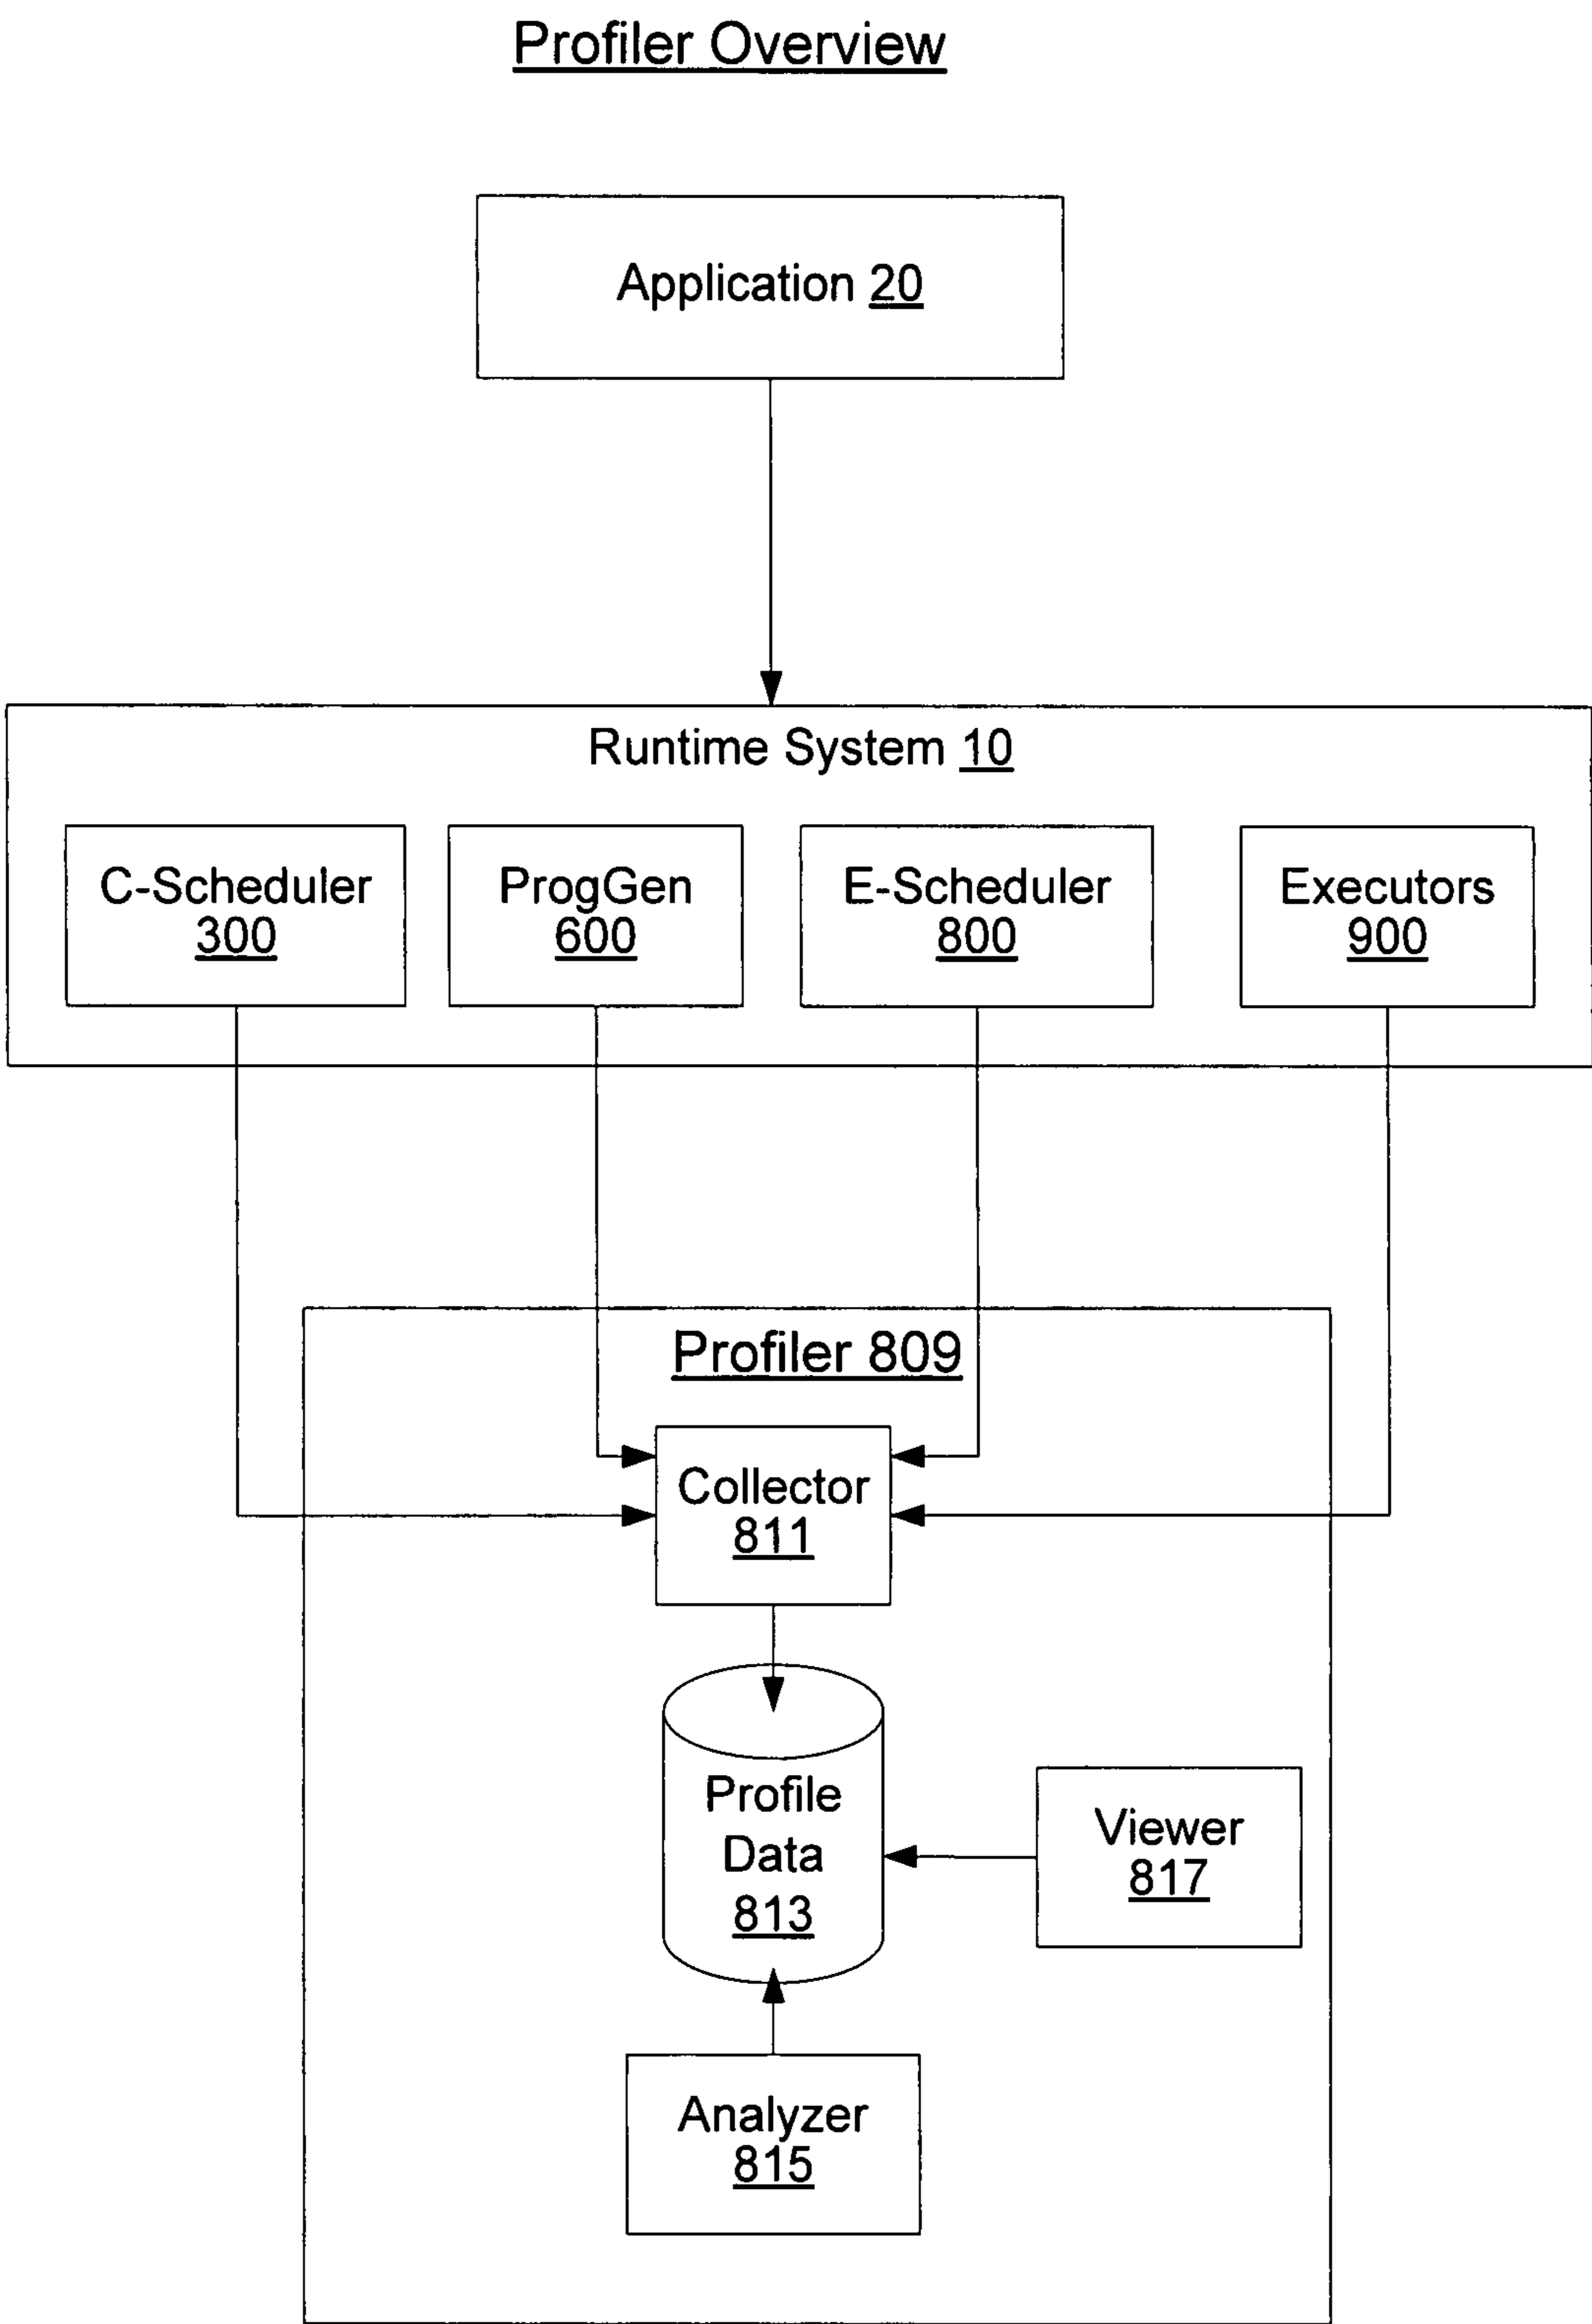 Profiler Overview
Application 20
Runtime System 10
C-Scheduler
300
ProgGen
600
E-Scheduler
800
Executors
900
Profiler 809
Collector
811
Profile
Data
813
Viewer
817
Analyzer
815